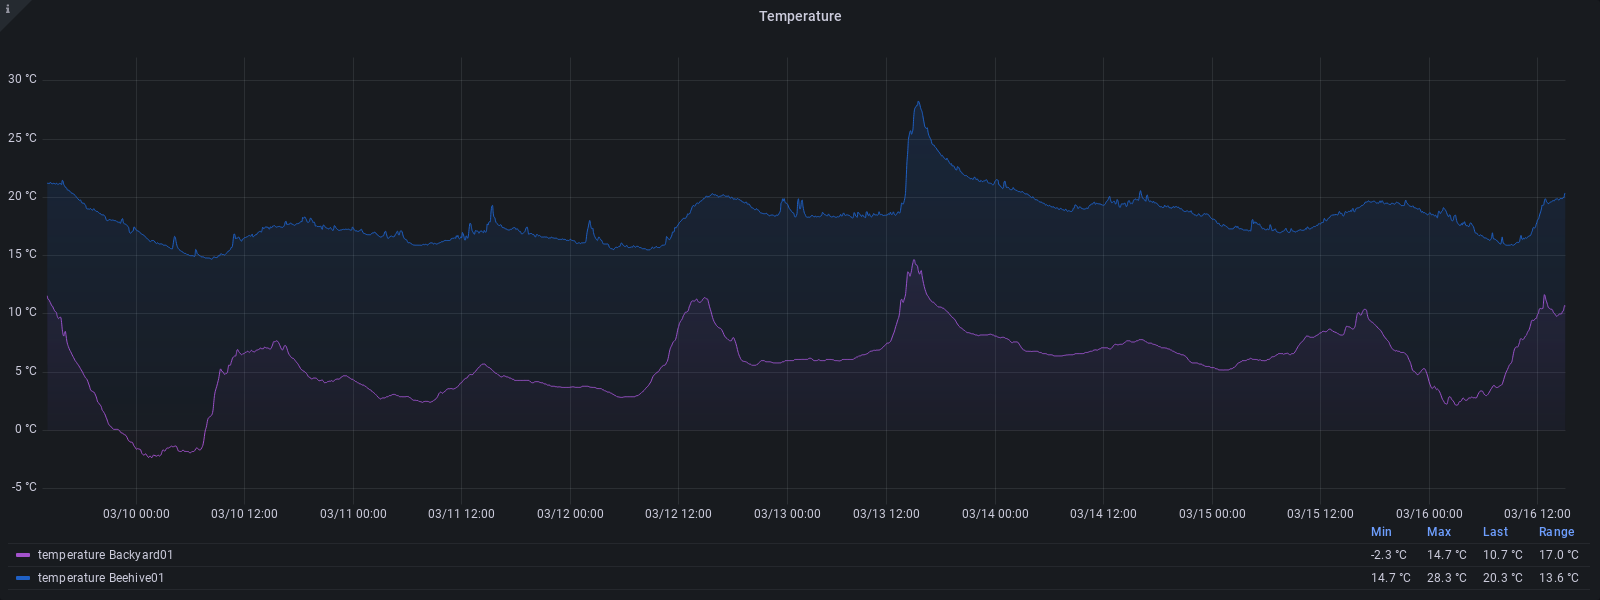 i
Temperature
30 °C
25 °C
20 °C
15 °C
10 °C
5 °C
0 °C
-5 °C
03/10 00:00 03/10 12:00 03/11 00:00 03/11 12:00 03/12 00:00 03/12 12:00 03/13 00:00 03/13 12:00 03/14 00:00 03/14 12:00 03/15 00:00 03/15 12:00 03/16 00:00 03/16 12:00
Min Max Last Range
temperature Backyard01 -2.3 °C 14.7 °C 10.7 °C 17.0 °C
temperature Beehive01 14.7 °C 28.3 °C 20.3 °C 13.6 °C